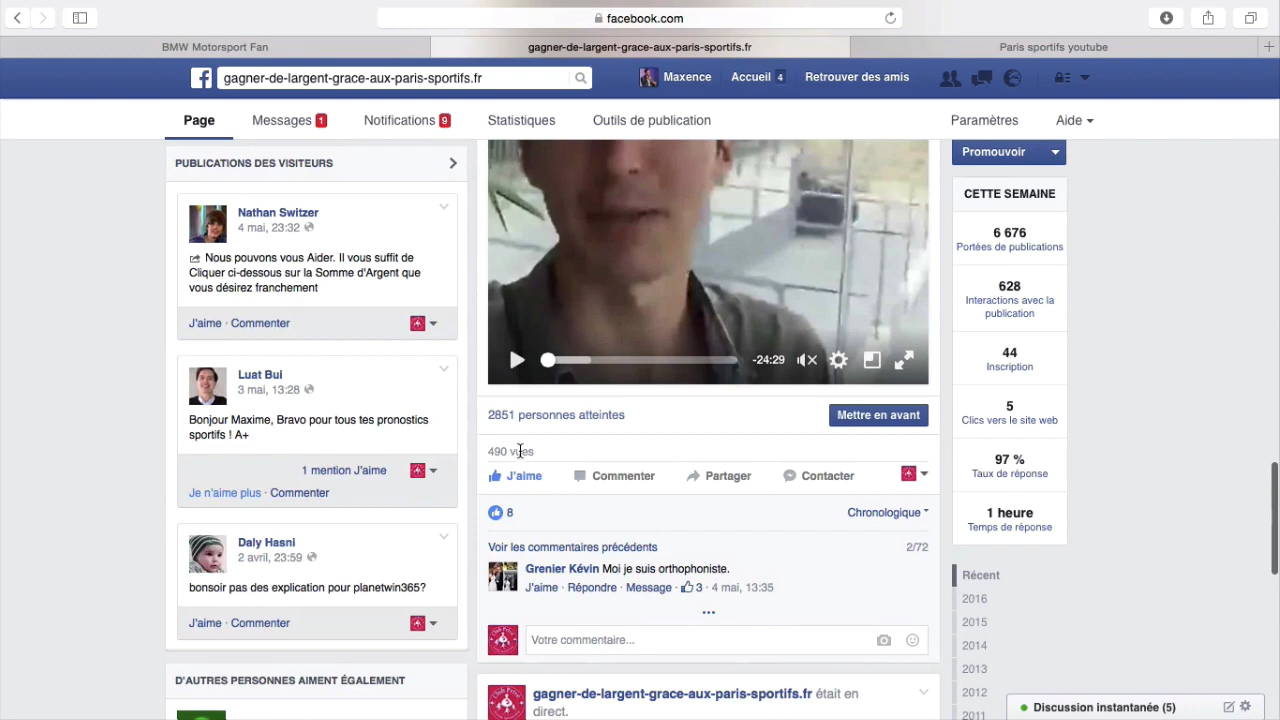 facebook.com
BMW Motorsport Fan
gagner-de-largent-grace-aux-paris-sportifs.fr
Paris sportifs youtube
gagner-de-largent-grace-aux-paris-sportifs.fr
Maxence
Accueil 4
Retrouver des amis
Page
Messages 1
Notifications 9
Statistiques
Outils de publication
Paramètres
Aide
PUBLICATIONS DES VISITEURS
Nathan Switzer
4 mai, 23:32
Nous pouvons vous Aider. Il vous suffit de
Cliquer ci-dessous sur la Somme d'Argent que
vous désirez franchement
J'aime · Commenter
Luat Bui
3 mai, 13:28
Bonjour Maxime, Bravo pour tous tes pronostics
sportifs ! A+
1 mention J'aime
Je n'aime plus · Commenter
Daly Hasni
2 avril, 23:59
bonsoir pas des explication pour planetwin365?
J'aime · Commenter
D'AUTRES PERSONNES AIMENT ÉGALEMENT
-24:29
2851 personnes atteintes
Mettre en avant
490 vues
J'aime
Commenter
Partager
Contacter
8
Chronologique
Voir les commentaires précédents
2/72
Grenier Kévin Moi je suis orthophoniste.
J'aime · Répondre · Message · 3 · 4 mai, 13:35
Votre commentaire...
gagner-de-largent-grace-aux-paris-sportifs.fr était en
direct.
Promouvoir
CETTE SEMAINE
6 676
Portées de publications
628
Interactions avec la
publication
44
Inscription
5
Clics vers le site web
97 %
Taux de réponse
1 heure
Temps de réponse
Récent
2016
2015
2014
2013
2012
2011
Discussion instantanée (5)